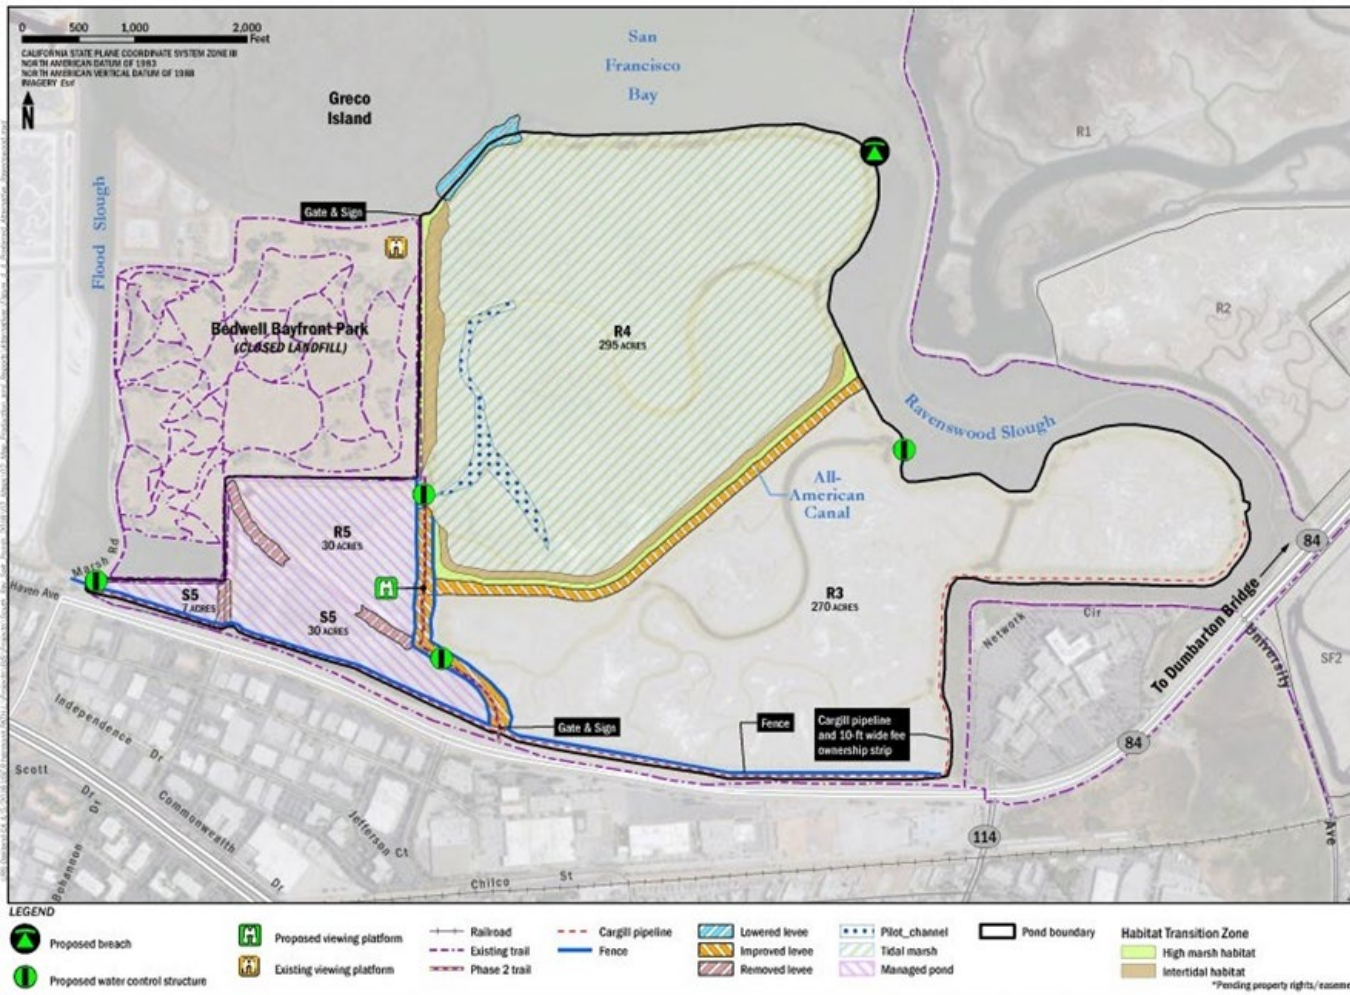 0 500 1,000 2,000
Feet
CALIFORNIA STATE PLANE COORDINATE SYSTEM ZONE III
NORTH AMERICAN DATUM OF 1983
NORTH AMERICAN VERTICAL DATUM OF 1988
IMAGERY Esri
N
San
Francisco
Bay
Greco
Island
Flood Slough
Gate & Sign
R1
R2
Bedwell Bayfront Park
(CLOSED LANDFILL)
R4
295 ACRES
Ravenswood Slough
All-
American
Canal
R5
30 ACRES
Marsh Rd
Haven Ave
S5
7 ACRES
S5
30 ACRES
R3
270 ACRES
84
To Dumbarton Bridge
Network Cir
University
Ave
SF2
Gate & Sign
Fence
Cargill pipeline
and 10-ft wide fee
ownership strip
84
114
Independence Dr
Scott
Dr
Commonwealth
Dr
Jefferson
Ct
Bohannon
Dr
Chilco St
LEGEND
Proposed breach
Proposed water control structure
Proposed viewing platform
Existing viewing platform
Railroad
Existing trail
Phase 2 trail
Cargill pipeline
Fence
Lowered levee
Improved levee
Removed levee
Pilot_channel
Tidal marsh
Managed pond
Pond boundary
Habitat Transition Zone
High marsh habitat
Intertidal habitat
*Pending property rights/easeme